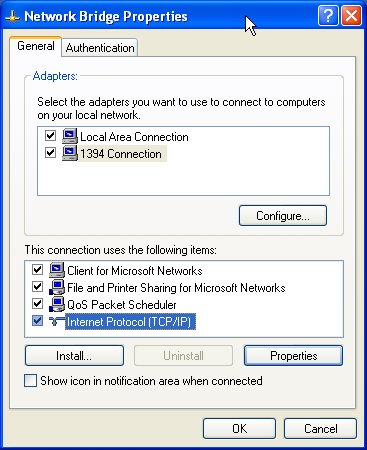 Network Bridge Properties
General
Authentication
Adapters:
Select the adapters you want to use to connect to computers
on your local network.
Local Area Connection
1394 Connection
Configure...
This connection uses the following items:
Client for Microsoft Networks
File and Printer Sharing for Microsoft Networks
QoS Packet Scheduler
Internet Protocol (TCP/IP)
Install...
Uninstall
Properties
Show icon in notification area when connected
OK
Cancel